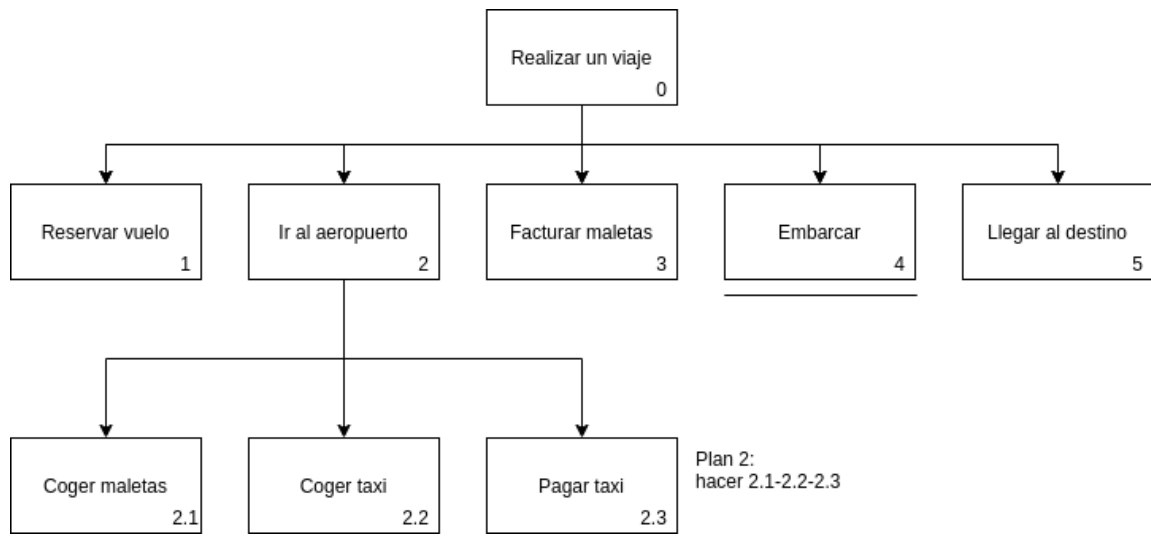 Realizar un viaje
0
Reservar vuelo
1
Ir al aeropuerto
2
Facturar maletas
3
Embarcar
4
Llegar al destino
5
Coger maletas
2.1
Coger taxi
2.2
Pagar taxi
2.3
Plan 2:
hacer 2.1-2.2-2.3